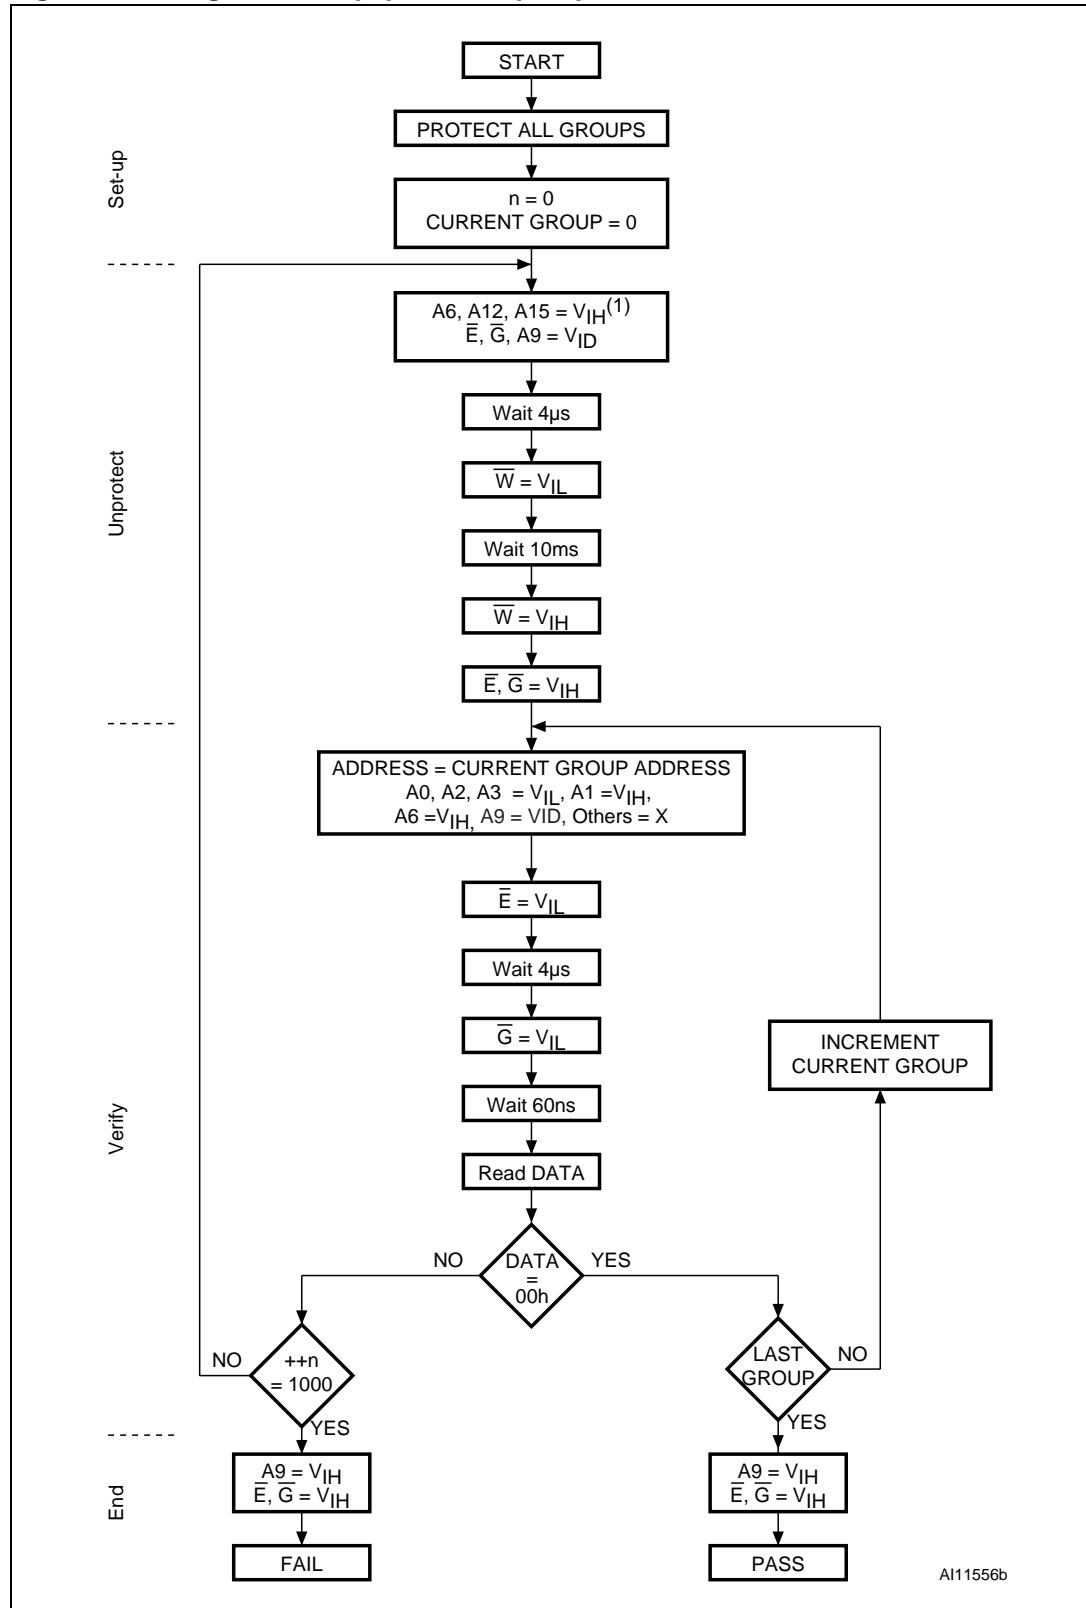 START
PROTECT ALL GROUPS
Set-up
n = 0
CURRENT GROUP = 0
A6, A12, A15 = VIH(1)
E̅, G̅, A9 = VID
Wait 4µs
Unprotect
W̅ = VIL
Wait 10ms
W̅ = VIH
E̅, G̅ = VIH
ADDRESS = CURRENT GROUP ADDRESS
A0, A2, A3 = VIL, A1 =VIH,
A6 =VIH, A9 = VID, Others = X
E̅ = VIL
Wait 4µs
G̅ = VIL
INCREMENT
CURRENT GROUP
Wait 60ns
Verify
Read DATA
NO
DATA
=
00h
YES
NO
++n
= 1000
YES
LAST
GROUP
NO
YES
End
A9 = VIH
E̅, G̅ = VIH
FAIL
A9 = VIH
E̅, G̅ = VIH
PASS
AI11556b